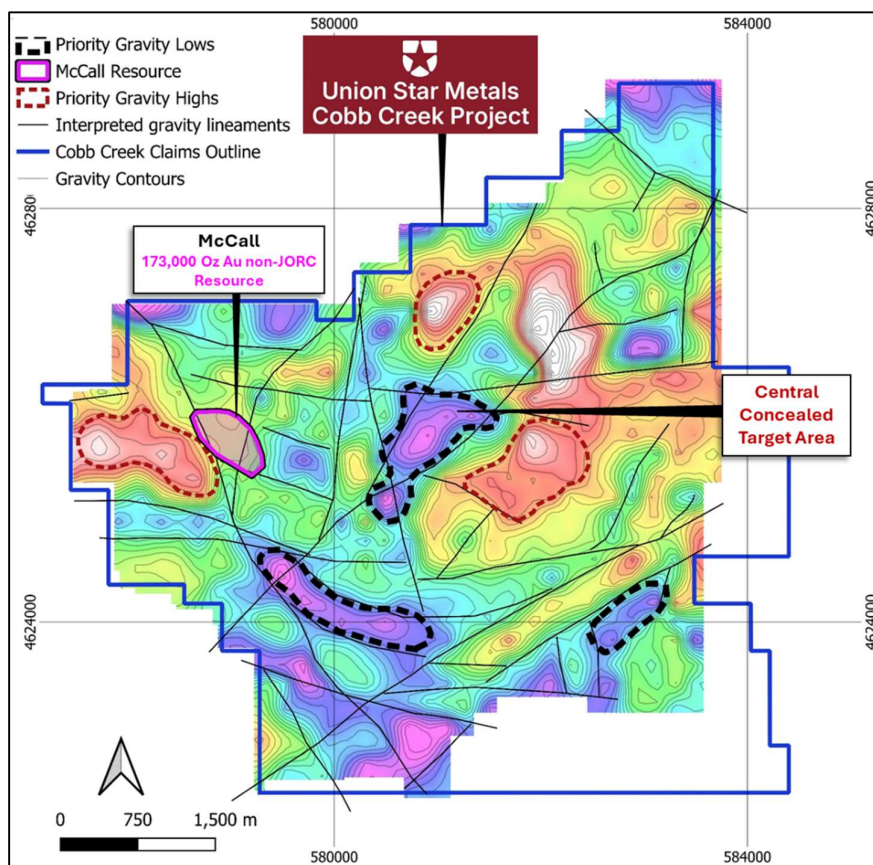 580000
584000
Priority Gravity Lows
McCall Resource
Priority Gravity Highs
Interpreted gravity lineaments
Cobb Creek Claims Outline
Gravity Contours
Union Star Metals
Cobb Creek Project
46280
4628000
McCall
173,000 Oz Au non-JORC
Resource
Central
Concealed
Target Area
4624000
4624000
0 750 1,500 m
580000
584000